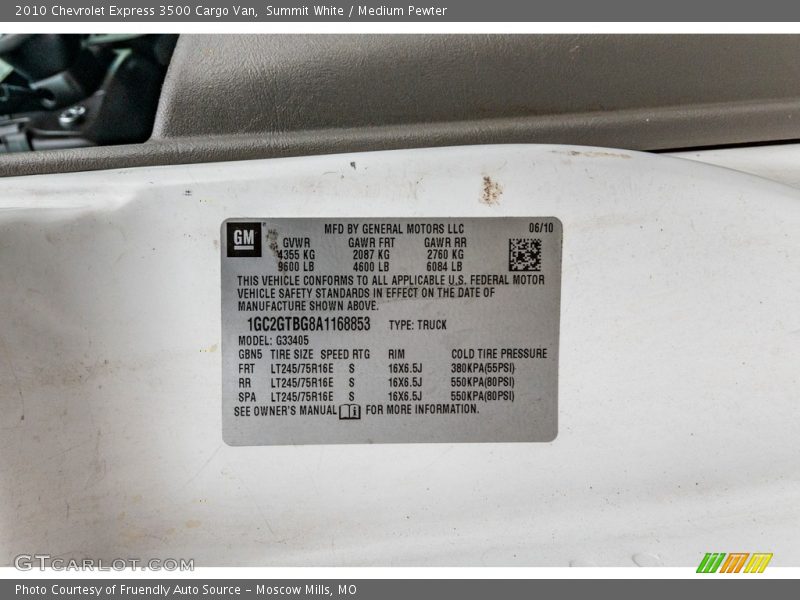 2010 Chevrolet Express 3500 Cargo Van, Summit White / Medium Pewter
GM
MFD BY GENERAL MOTORS LLC 06/10
GVWR GAWR FRT GAWR RR
4355 KG 2087 KG 2760 KG
9600 LB 4600 LB 6084 LB
THIS VEHICLE CONFORMS TO ALL APPLICABLE U.S. FEDERAL MOTOR
VEHICLE SAFETY STANDARDS IN EFFECT ON THE DATE OF
MANUFACTURE SHOWN ABOVE.
1GC2GTBG8A1168853 TYPE: TRUCK
MODEL: G33405
GBN5 TIRE SIZE SPEED RTG RIM COLD TIRE PRESSURE
FRT LT245/75R16E S 16X6.5J 380KPA(55PSI)
RR LT245/75R16E S 16X6.5J 550KPA(80PSI)
SPA LT245/75R16E S 16X6.5J 550KPA(80PSI)
SEE OWNER'S MANUAL FOR MORE INFORMATION.
GTCARLOT.COM
Photo Courtesy of Fruendly Auto Source - Moscow Mills, MO